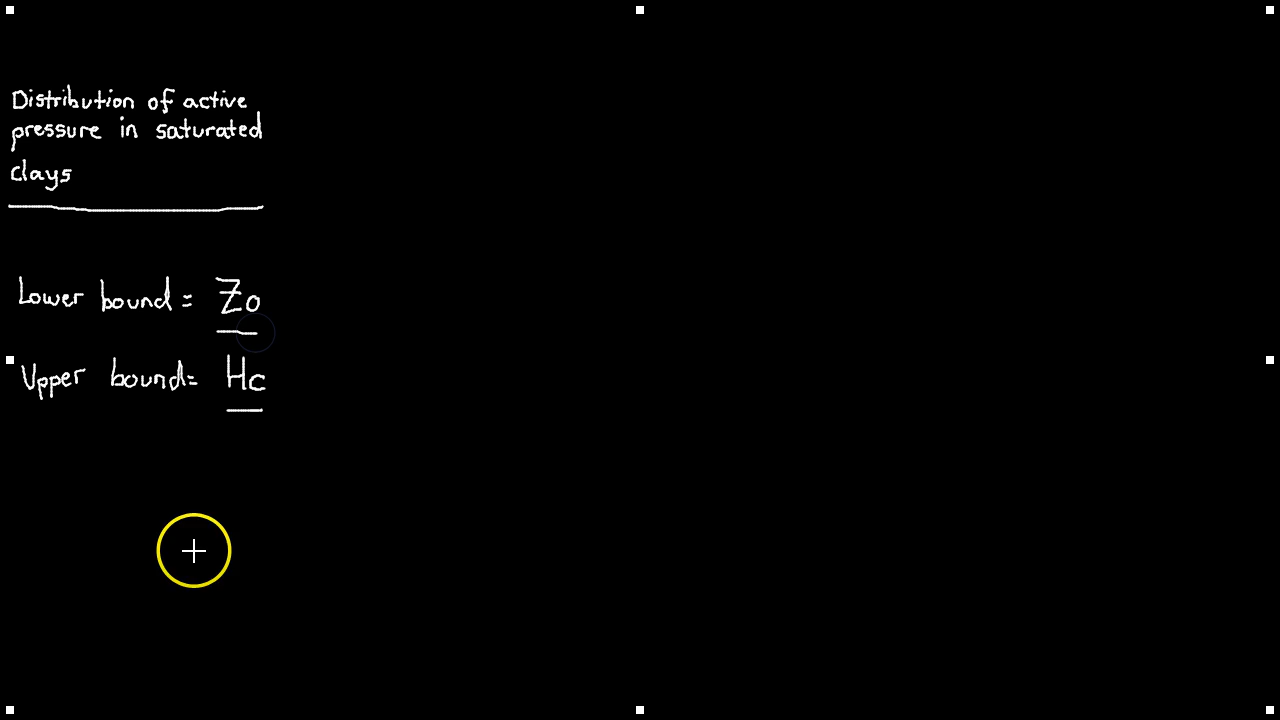 Distribution of active
pressure in saturated
clays
Lower bound = Zo
Upper bound = Hc